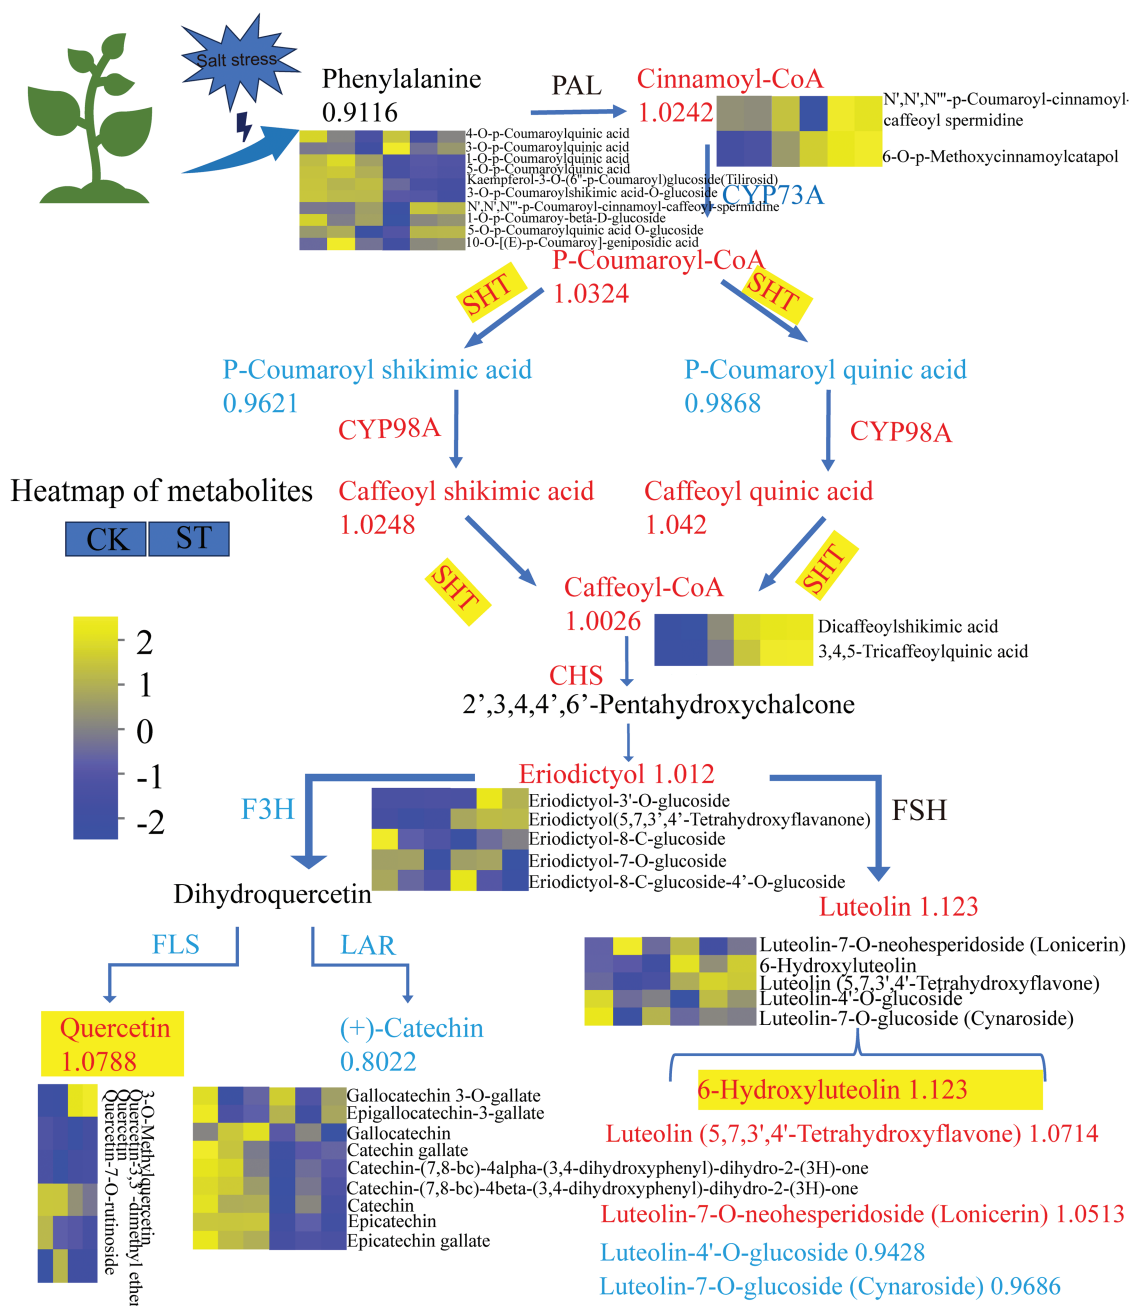 Salt stress
Phenylalanine
0.9116
PAL
Cinnamoyl-CoA
1.0242
N',N',N'''-p-Coumaroyl-cinnamoyl-
caffeoyl spermidine
6-O-p-Methoxycinnamoylcatapol
CYP73A
4-O-p-Coumaroylquinic acid
3-O-p-Coumaroylquinic acid
1-O-p-Coumaroylquinic acid
5-O-p-Coumaroylquinic acid
Kaempferol-3-O-(6''-p-Coumaroyl)glucoside(Tilirosid)
3-O-p-Coumaroylshikimic acid-O-glucoside
N',N',N'''-p-Coumaroyl-cinnamoyl-caffeoyl-spermidine
1-O-p-Coumaroy-beta-D-glucoside
5-O-p-Coumaroylquinic acid O-glucoside
10-O-[(E)-p-Coumaroy]-geniposidic acid
P-Coumaroyl-CoA
1.0324
SHT
SHT
P-Coumaroyl shikimic acid
0.9621
P-Coumaroyl quinic acid
0.9868
CYP98A
CYP98A
Heatmap of metabolites
CK
ST
Caffeoyl shikimic acid
1.0248
Caffeoyl quinic acid
1.042
SHT
SHT
Caffeoyl-CoA
1.0026
Dicaffeoylshikimic acid
3,4,5-Tricaffeoylquinic acid
2
1
0
-1
-2
CHS
2’,3,4,4’,6’-Pentahydroxychalcone
Eriodictyol 1.012
F3H
FSH
Eriodictyol-3'-O-glucoside
Eriodictyol(5,7,3’,4’-Tetrahydroxyflavanone)
Eriodictyol-8-C-glucoside
Eriodictyol-7-O-glucoside
Eriodictyol-8-C-glucoside-4’-O-glucoside
Dihydroquercetin
Luteolin 1.123
FLS
LAR
Luteolin-7-O-neohesperidoside (Lonicerin)
6-Hydroxyluteolin
Luteolin (5,7,3',4'-Tetrahydroxyflavone)
Luteolin-4'-O-glucoside
Luteolin-7-O-glucoside (Cynaroside)
Quercetin
1.0788
(+)-Catechin
0.8022
3-O-Methylquercetin
Quercetin-3,3'-dimethyl ether
Quercetin
Quercetin-7-O-rutinoside
Gallocatechin 3-O-gallate
Epigallocatechin-3-gallate
Gallocatechin
Catechin gallate
Catechin-(7,8-bc)-4alpha-(3,4-dihydroxyphenyl)-dihydro-2-(3H)-one
Catechin-(7,8-bc)-4beta-(3,4-dihydroxyphenyl)-dihydro-2-(3H)-one
Catechin
Epicatechin
Epicatechin gallate
6-Hydroxyluteolin 1.123
Luteolin (5,7,3',4'-Tetrahydroxyflavone) 1.0714
Luteolin-7-O-neohesperidoside (Lonicerin) 1.0513
Luteolin-4'-O-glucoside 0.9428
Luteolin-7-O-glucoside (Cynaroside) 0.9686